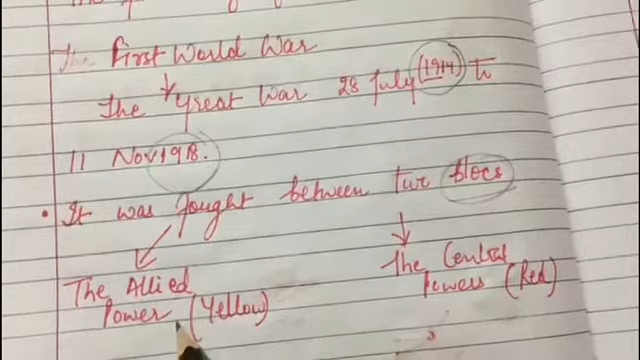 The First World War
The Great War 28 July (1914) to
11 Nov 1918.
• It was fought between two blocs
The Allied Power (Yellow)
The Central Powers (Red)